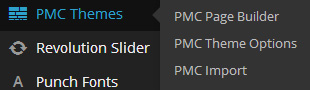 PMC Themes
Revolution Slider
A Punch Fonts
PMC Page Builder
PMC Theme Options
PMC Import